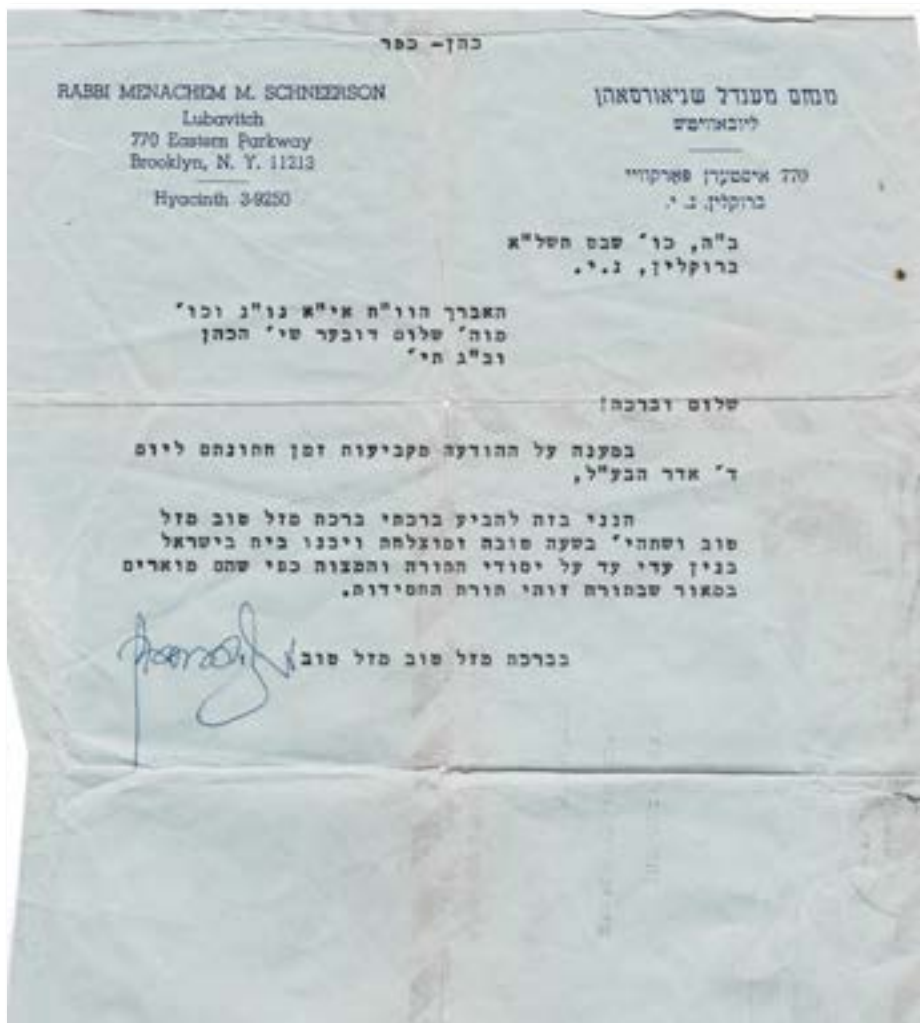 כהן- כפר
RABBI MENACHEM M. SCHNEERSON
Lubavitch
770 Eastern Parkway
Brooklyn, N. Y. 11213
Hyacinth 3-9250
מנחם מענדל שניאורסאהן
ליובאוויטש
770 איסטערן פארקוויי
ברוקלין, נ. י.
ב"ה, כו' שבט תשל"א
ברוקלין, נ.י.
האברך הוו"ח אי"א נו"נ וכו'
מוה' שלום דובער שי' הכהן
וב"ג תי'
שלום וברכה!
במענה על ההודעה מקביעות זמן חתונתם ליום
ד' אדר הבע"ל,
הנני בזה להביע ברכתי ברכת מזל טוב מזל
טוב ושתהי' בשעה טובה ומוצלחת ויבנו בית בישראל
בנין עדי עד על יסודי התורה והמצוה כפי שהם מוארים
במאור שבתורה זוהי תורת החסידות.
בברכת מזל טוב מזל טוב